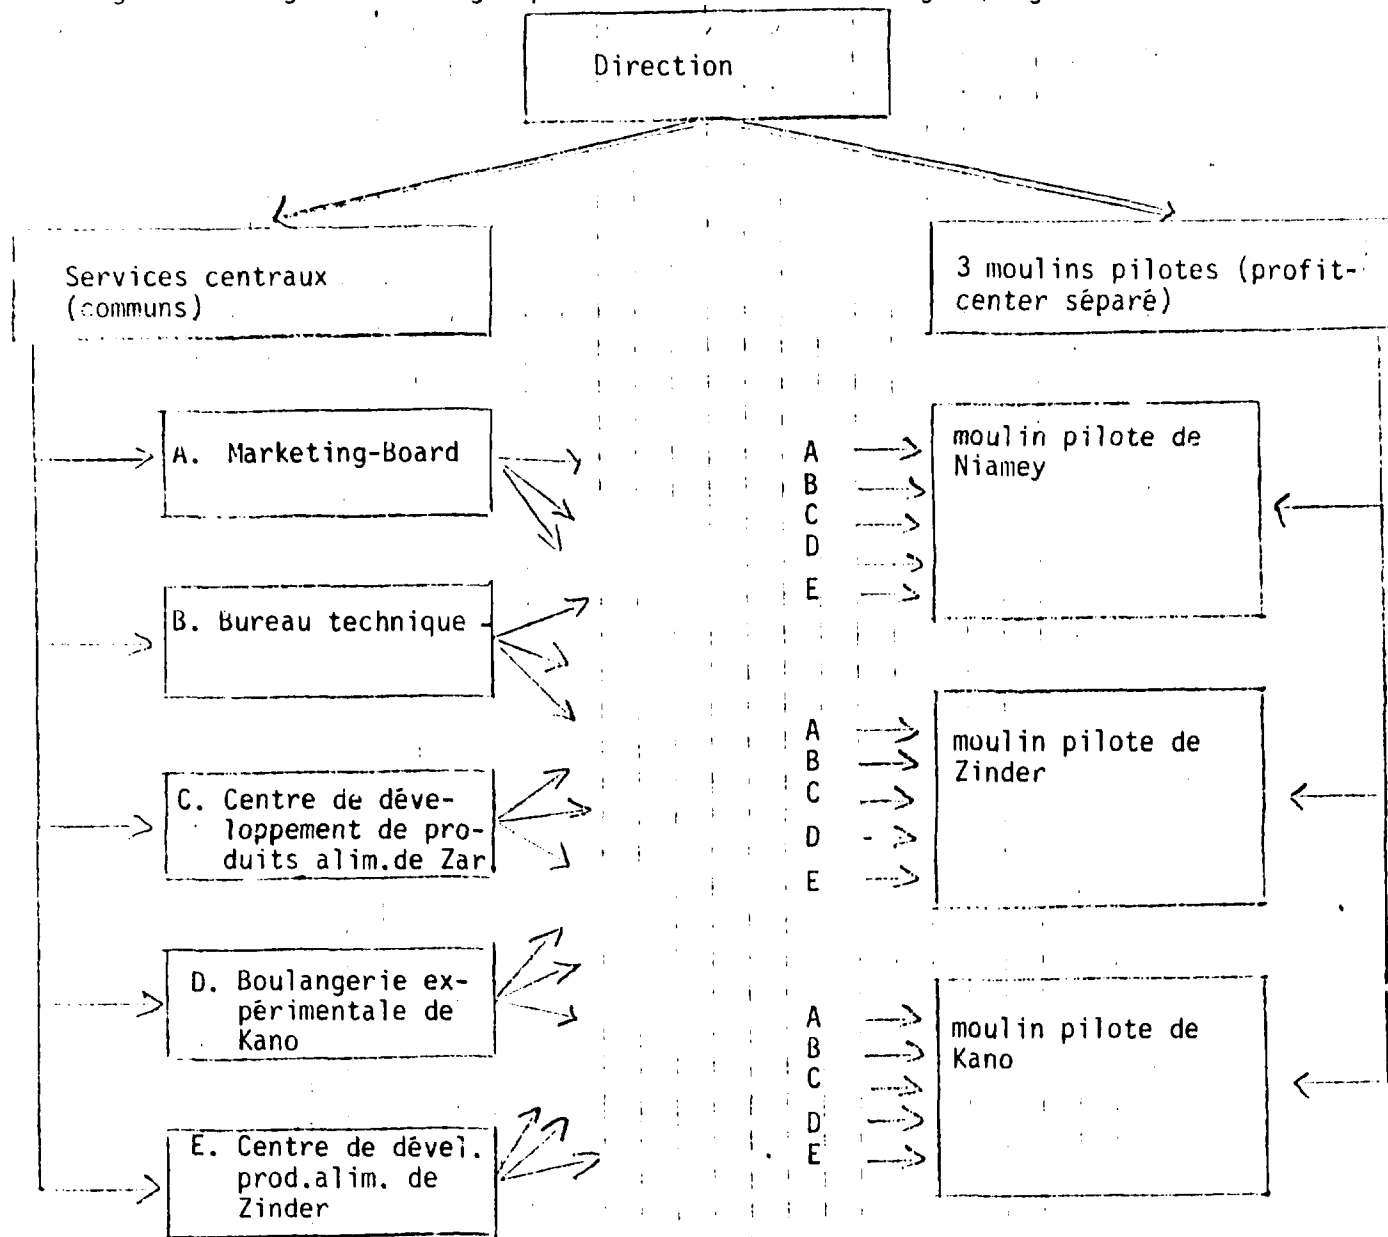 Direction
Services centraux
(communs)
3 moulins pilotes (profit-
center séparé)
A. Marketing-Board
B. Bureau technique
C. Centre de déve-
loppement de pro-
duits alim.de Zar
D. Boulangerie ex-
périmentale de
Kano
E. Centre de dével.
prod.alim. de
Zinder
A
B
C
D
E
moulin pilote de
Niamey
A
B
C
D
E
moulin pilote de
Zinder
A
B
C
D
E
moulin pilote de
Kano